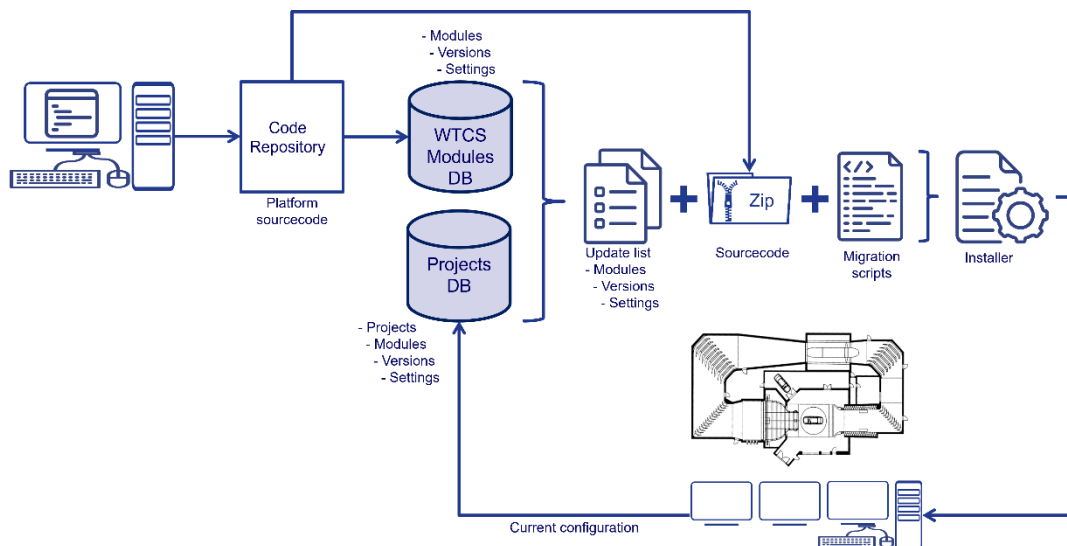 - Modules
- Versions
- Settings
Code
Repository
Platform
sourcecode
WTCS
Modules
DB
Projects
DB
- Projects
- Modules
- Versions
- Settings
Update list
- Modules
- Versions
- Settings
Zip
Sourcecode
</>
Migration
scripts
Installer
Current configuration